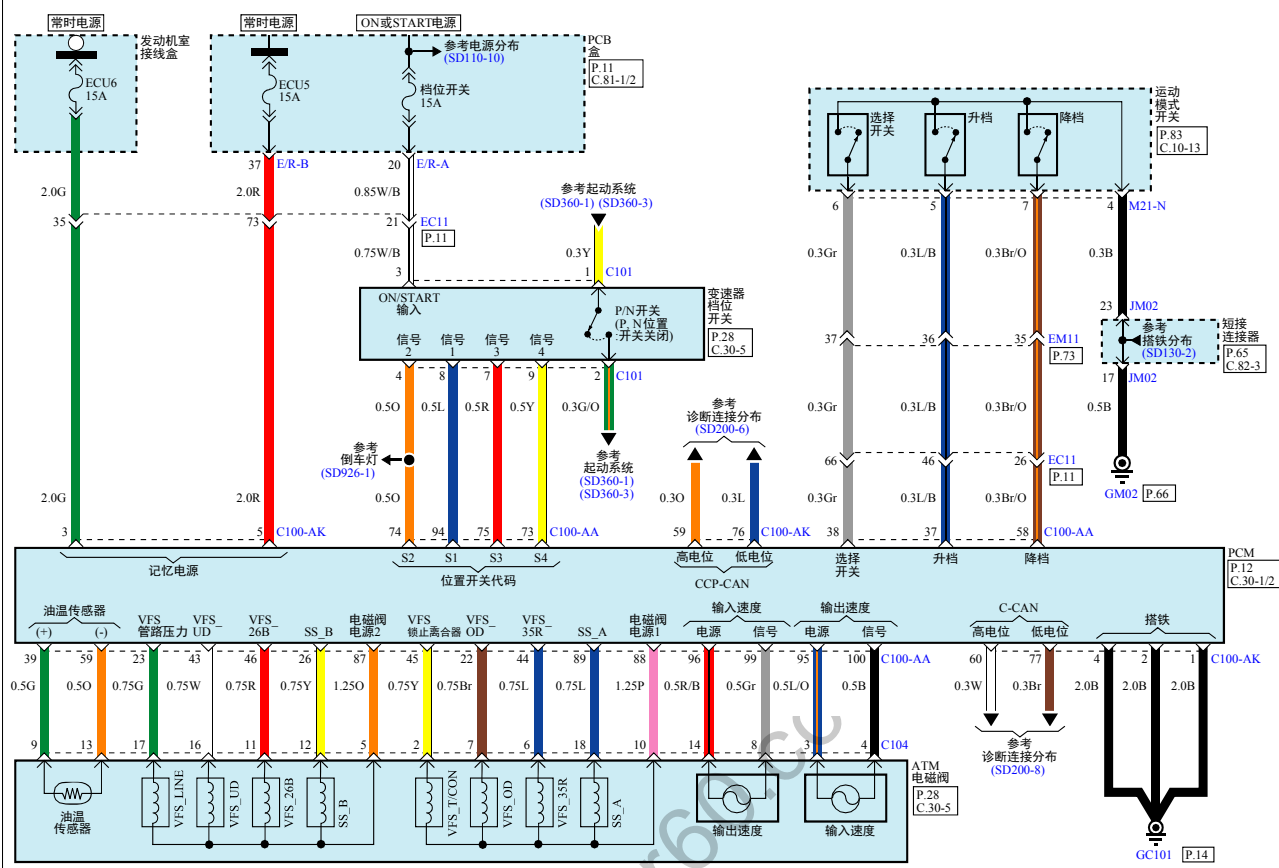 常时电源
常时电源
ON或START电源
发动机室
接线盒
ECU6
15A
ECU5
15A
参考电源分布
(SD110-10)
档位开关
15A
PCB
盒
P.11
C.81-1/2
运动
模式
开关
P.83
C.10-13
选择
开关
升档
降档
37 E/R-B
20 E/R-A
2.0G
2.0R
0.85W/B
参考起动系统
(SD360-1) (SD360-3)
6
5
7
4 M21-N
35
73
21 EC11
P.11
0.75W/B
0.3Y
0.3Gr
0.3L/B
0.3Br/O
0.3B
3
1 C101
ON/START
输入
P/N开关
(P, N位置
开关关闭)
变速器
档位
开关
P.28
C.30-5
信号
2
信号
1
信号
3
信号
4
23 JM02
参考
搭铁分布
(SD130-2)
短接
连接器
P.65
C.82-3
17 JM02
37
36
35 EM11
P.73
4
8
7
9
2 C101
0.5O
0.5L
0.5R
0.5Y
0.3G/O
参考
诊断连接分布
(SD200-6)
0.3Gr
0.3L/B
0.3Br/O
0.5B
参考
倒车灯
(SD926-1)
参考
起动系统
(SD360-1)
(SD360-3)
66
46
26 EC11
P.11
GM02 P.66
2.0G
2.0R
0.5O
0.3O
0.3L
0.3Gr
0.3L/B
0.3Br/O
3
5 C100-AK
74
94
75
73 C100-AA
59
76 C100-AK
38
37
58 C100-AA
记忆电源
S2
S1
S3
S4
位置开关代码
高电位
低电位
CCP-CAN
选择
开关
升档
降档
PCM
P.12
C.30-1/2
油温传感器
(+)
(-)
VFS_
管路压力
VFS_
UD
VFS_
26B
SS_B
电磁阀
电源2
VFS_
锁止离合器
VFS_
OD
VFS_
35R
SS_A
电磁阀
电源1
输入速度
电源
信号
输出速度
电源
信号
C-CAN
高电位
低电位
搭铁
39
59
23
43
46
26
87
45
22
44
89
88
96
99
95
100 C100-AA
60
77
4
2
1 C100-AK
0.5G
0.5O
0.75G
0.75W
0.75R
0.75Y
1.25O
0.75Y
0.75Br
0.75L
0.75L
1.25P
0.5R/B
0.5Gr
0.5L/O
0.5B
0.3W
0.3Br
2.0B
2.0B
2.0B
9
13
17
16
11
12
5
2
7
6
18
10
14
8
3
4 C104
参考
诊断连接分布
(SD200-8)
ATM
电磁阀
P.28
C.30-5
油温
传感器
VFS_LINE
VFS_UD
VFS_26B
SS_B
VFS_T/CON
VFS_OD
VFS_35R
SS_A
输出速度
输入速度
GC101 P.14